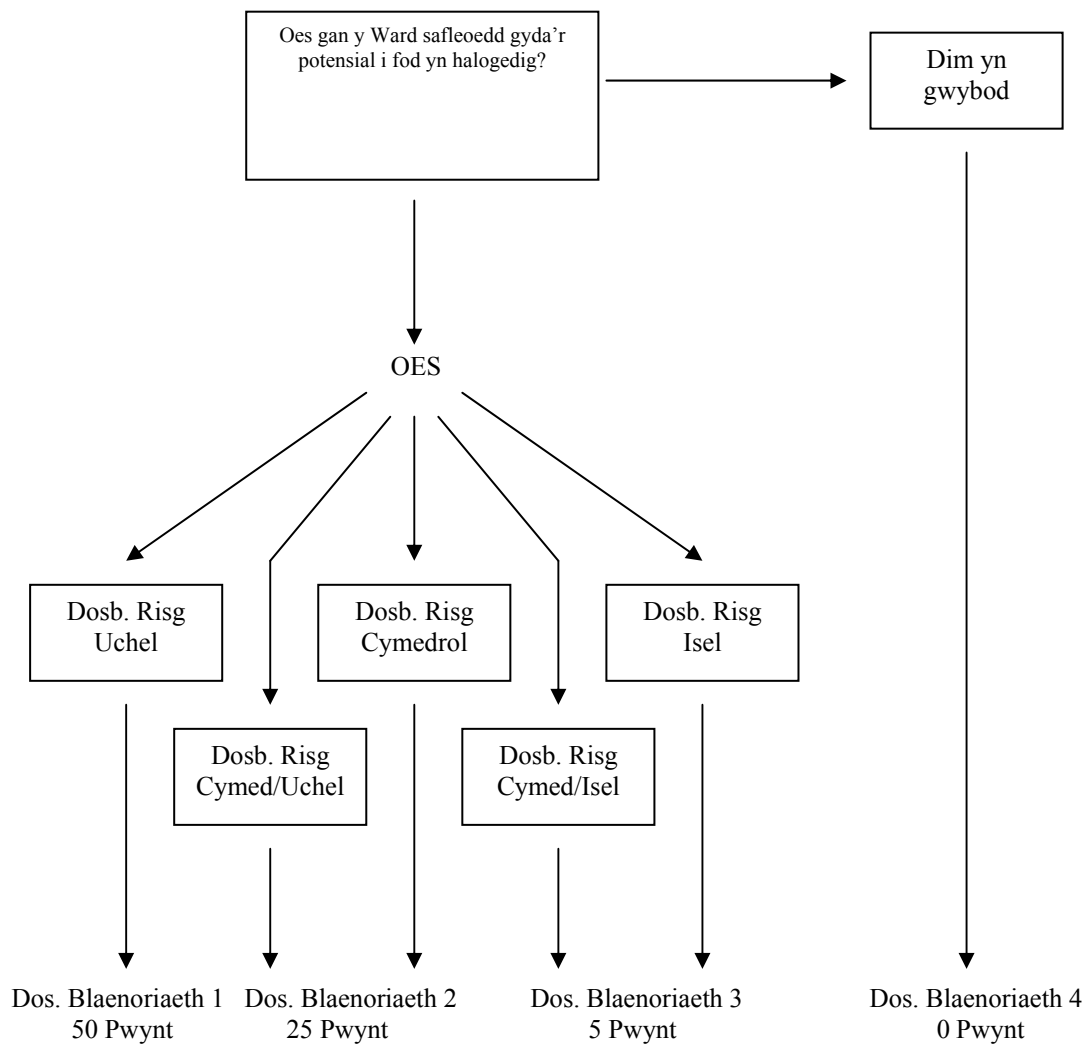 Oes gan y Ward safleoedd gyda'r
potensial i fod yn halogedig?
Dim yn
gwybod
OES
Dosb. Risg
Uchel
Dosb. Risg
Cymedrol
Dosb. Risg
Isel
Dosb. Risg
Cymed/Uchel
Dosb. Risg
Cymed/Isel
Dos. Blaenoriaeth 1
50 Pwynt
Dos. Blaenoriaeth 2
25 Pwynt
Dos. Blaenoriaeth 3
5 Pwynt
Dos. Blaenoriaeth 4
0 Pwynt